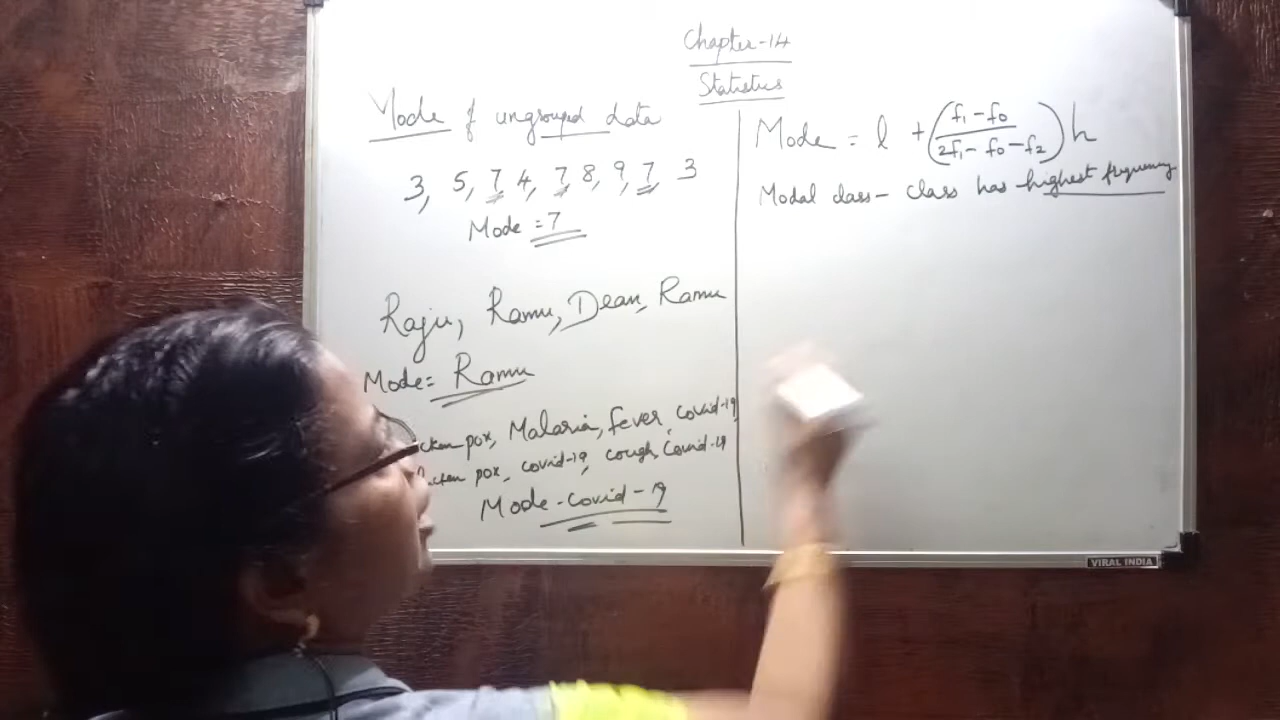 Chapter-14
Statistics
Mode of ungrouped data
3, 5, 7 4, 7 8, 9, 7, 3
Mode = 7
Raju, Ramu, Dean, Ramu
Mode = Ramu
pox, Malaria, fever, covid-19,
pox, covid-19, cough, Covid-19
Mode - Covid-19
Mode = l + (f₁ - f₀ / 2f₁ - f₀ - f₂) h
Modal class - class has highest frequency
VIRAL INDIA